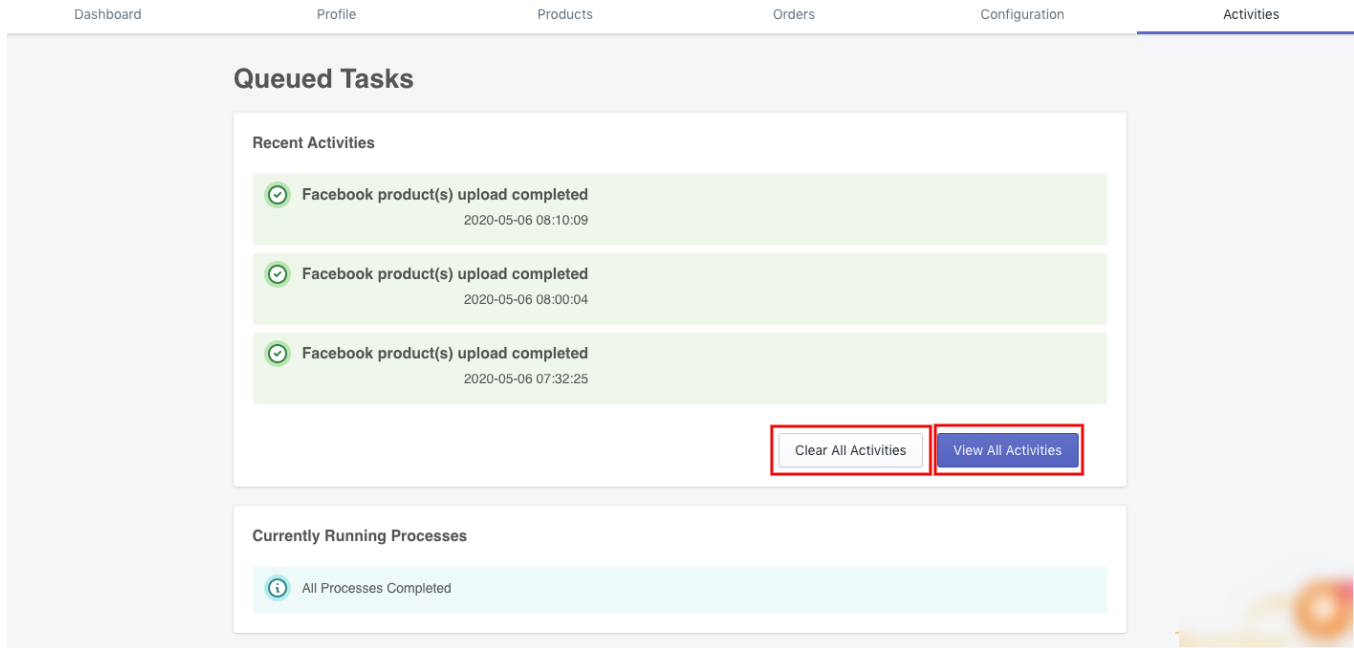 Dashboard Profile Products Orders Configuration Activities
Queued Tasks
Recent Activities
Facebook product(s) upload completed
2020-05-06 08:10:09
Facebook product(s) upload completed
2020-05-06 08:00:04
Facebook product(s) upload completed
2020-05-06 07:32:25
Clear All Activities View All Activities
Currently Running Processes
All Processes Completed